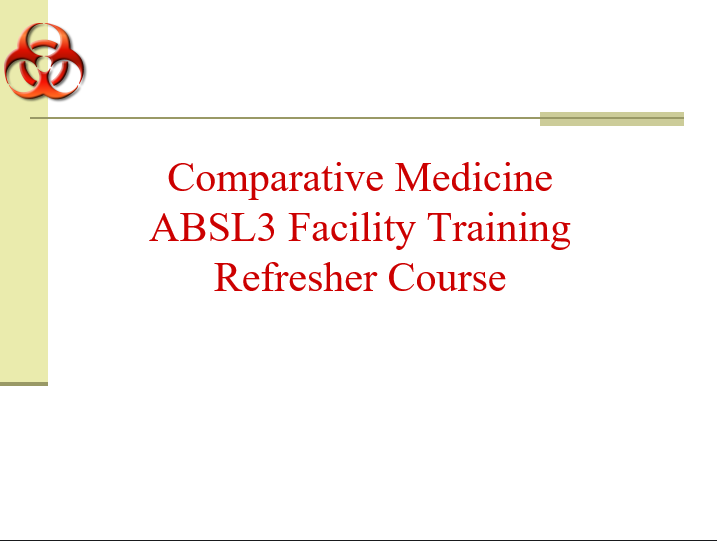 Comparative Medicine
ABSL3 Facility Training
Refresher Course